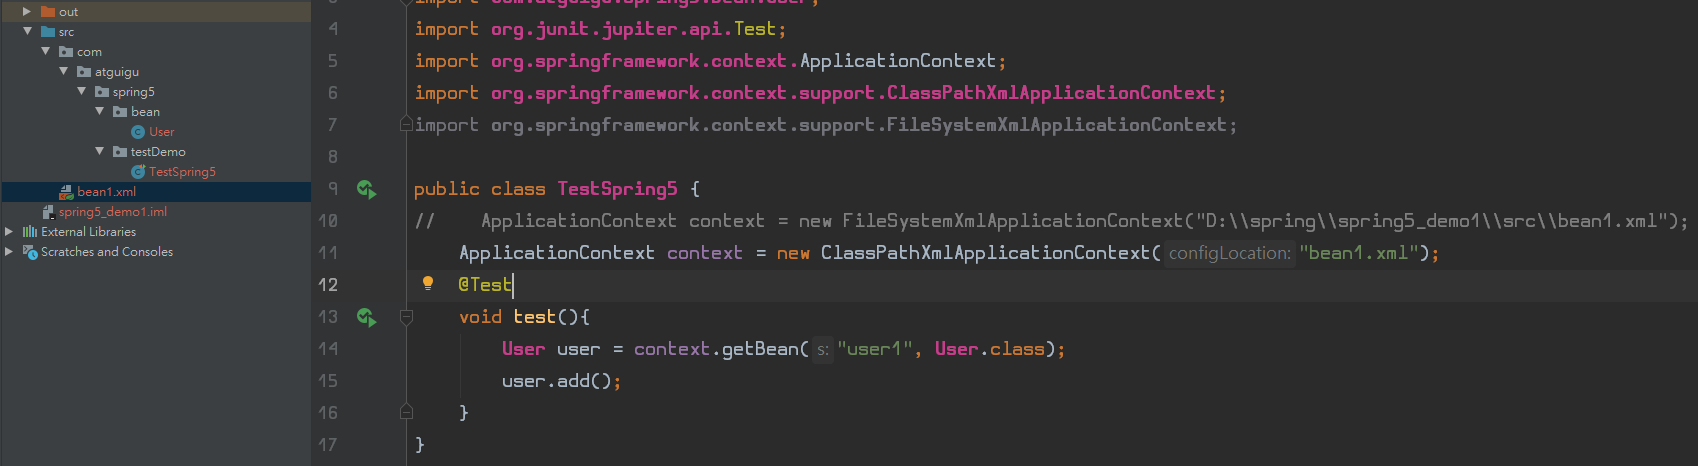 out
src
com
atguigu
spring5
bean
User
testDemo
TestSpring5
bean1.xml
spring5_demo1.iml
External Libraries
Scratches and Consoles
4 import org.junit.jupiter.api.Test;
5 import org.springframework.context.ApplicationContext;
6 import org.springframework.context.support.ClassPathXmlApplicationContext;
7 import org.springframework.context.support.FileSystemXmlApplicationContext;
8
9 public class TestSpring5 {
10 // ApplicationContext context = new FileSystemXmlApplicationContext("D:\\spring\\spring5_demo1\\src\\bean1.xml");
11 ApplicationContext context = new ClassPathXmlApplicationContext( configLocation: "bean1.xml");
12 @Test
13 void test(){
14 User user = context.getBean( s: "user1", User.class);
15 user.add();
16 }
17 }